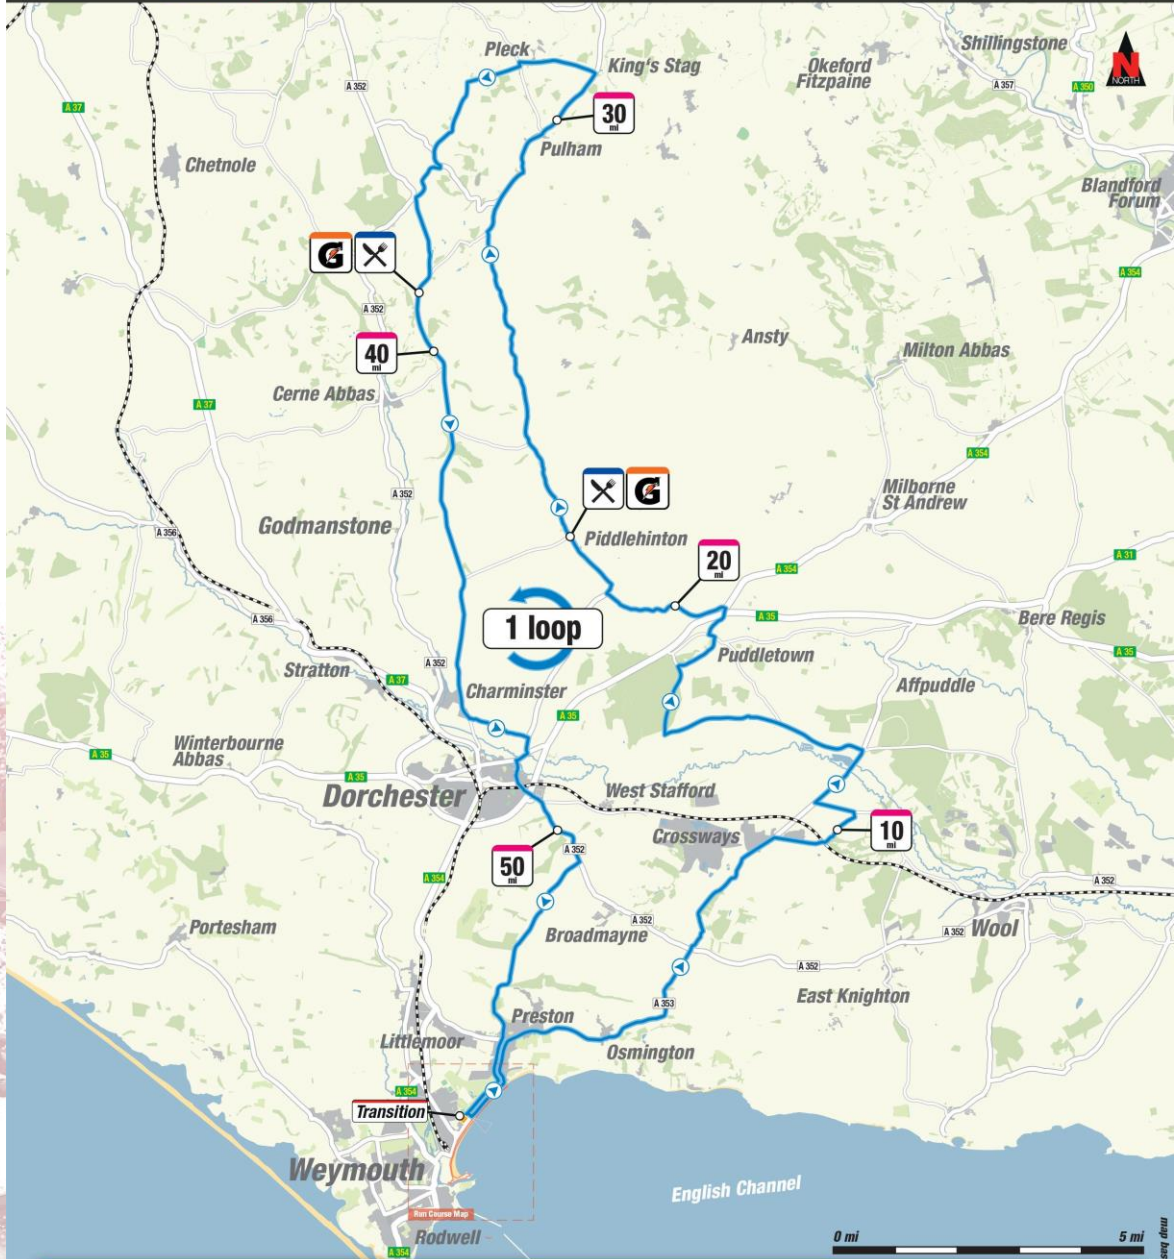 Pleck
King's Stag
Shillingstone
Okeford
Fitzpaine
N
NORTH
A 352
A 357
A 350
A 37
30
mi
Pulham
Chetnole
Blandford
Forum
G
A 354
A 352
40
mi
Ansty
Milton Abbas
Cerne Abbas
A 37
A 354
G
A 352
Milborne
St Andrew
Godmanstone
A 356
Piddlehinton
20
mi
A 31
A 354
1 loop
A 356
A 35
Bere Regis
A 35
Stratton
A 352
A 37
Puddletown
Affpuddle
Charminster
A 35
Winterbourne
Abbas
A 35
A 35
Dorchester
West Stafford
Crossways
10
mi
50
mi
A 352
A 354
A 352
Portesham
Broadmayne
A 352
A 352
Wool
A 352
East Knighton
A 353
Preston
Littlemoor
Osmington
A 354
Transition
Weymouth
English Channel
Run Course Map
Rodwell
A 354
0 mi
5 mi